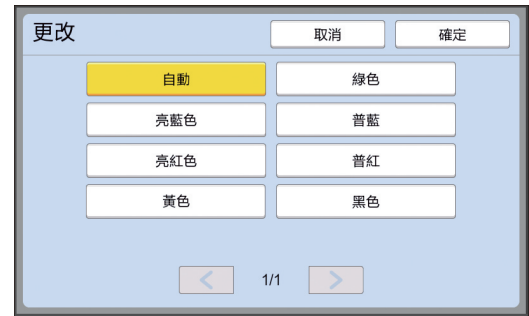 更改 取消 確定
自動 綠色
亮藍色 普藍
亮紅色 普紅
黃色 黑色
1/1